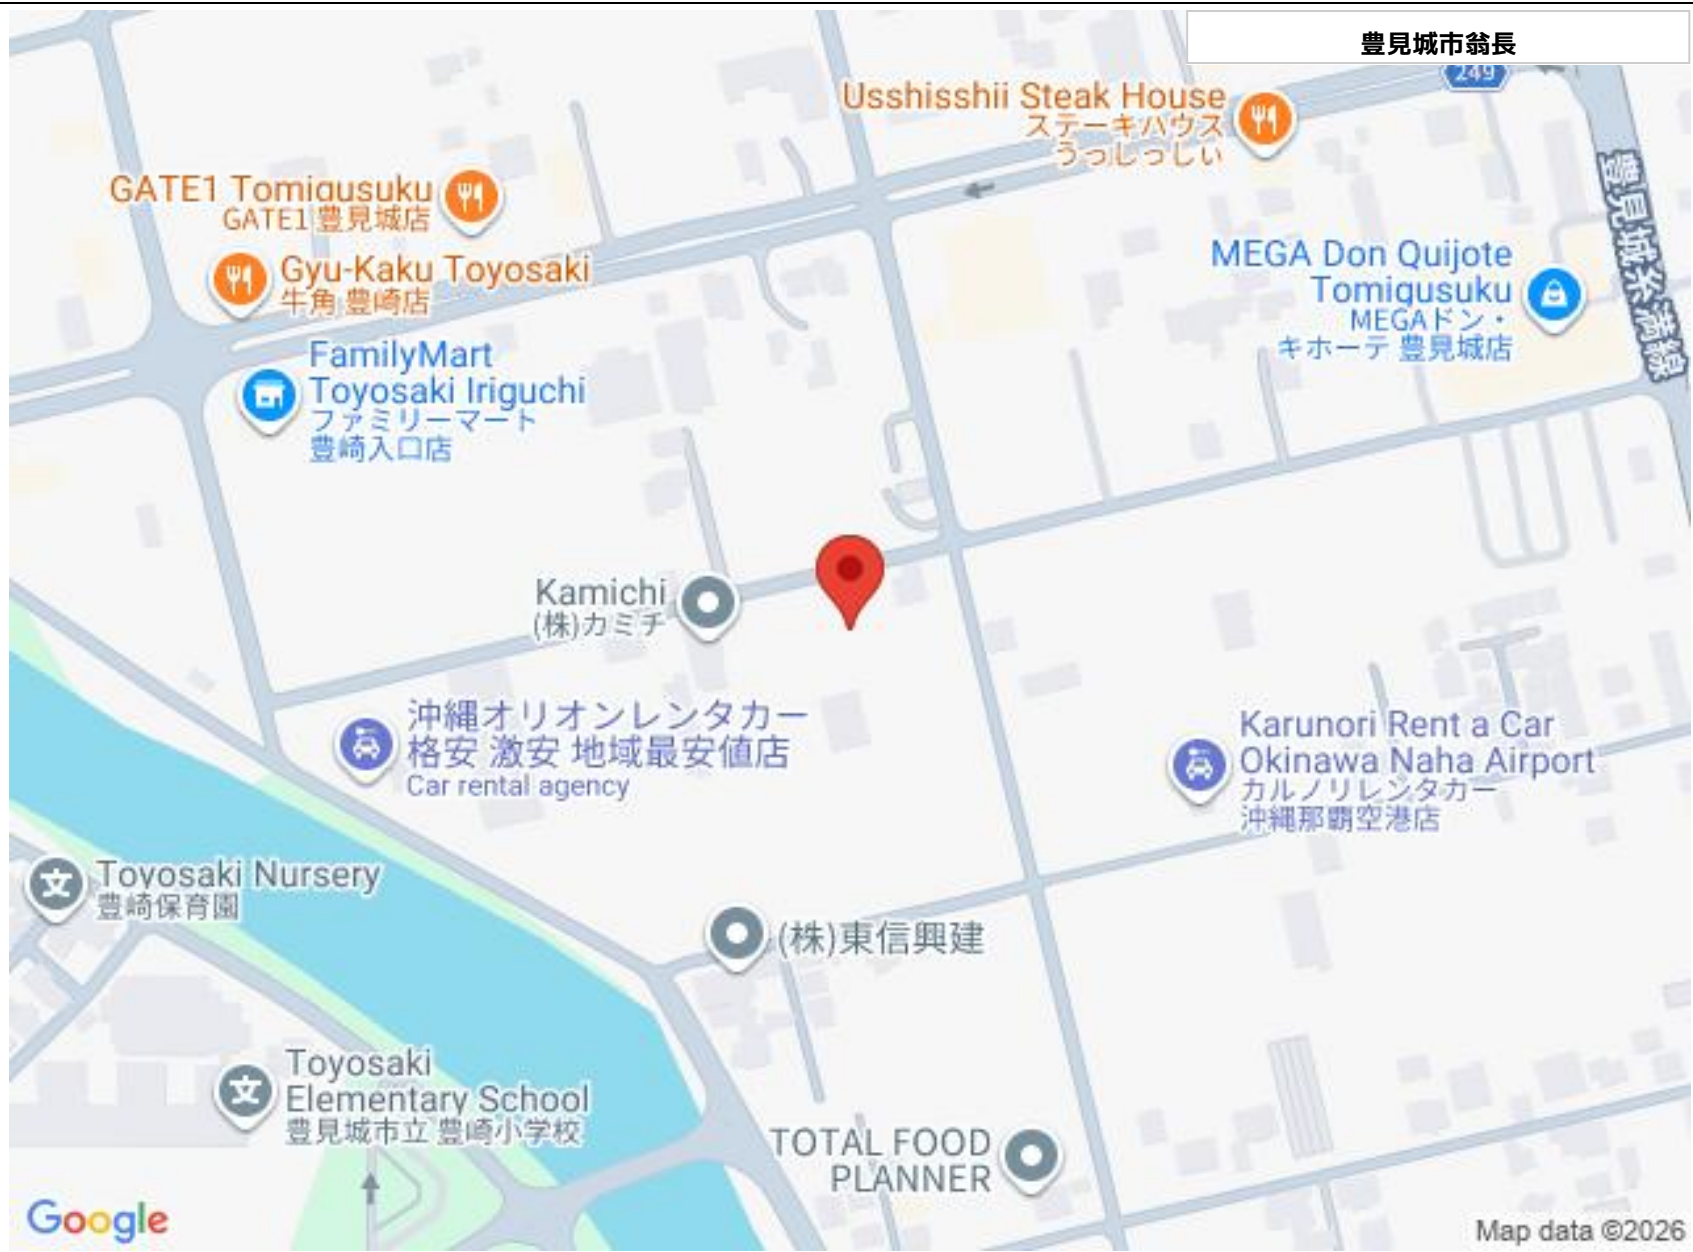 豊見城市翁長
249
Usshisshii Steak House
ステーキハウス
うっしっしい
豊見城糸満線
GATE1 Tomigusuku
GATE1 豊見城店
Gyu-Kaku Toyosaki
牛角 豊崎店
MEGA Don Quijote
Tomigusuku
MEGAドン・
キホーテ 豊見城店
FamilyMart
Toyosaki Iriguchi
ファミリーマート
豊崎入口店
Kamichi
(株)カミチ
沖縄オリオンレンタカー
格安 激安 地域最安値店
Car rental agency
Karunori Rent a Car
Okinawa Naha Airport
カルノリレンタカー
沖縄那覇空港店
Toyosaki Nursery
豊崎保育園
(株)東信興建
Toyosaki
Elementary School
豊見城市立 豊崎小学校
TOTAL FOOD
PLANNER
Google
Map data ©2026